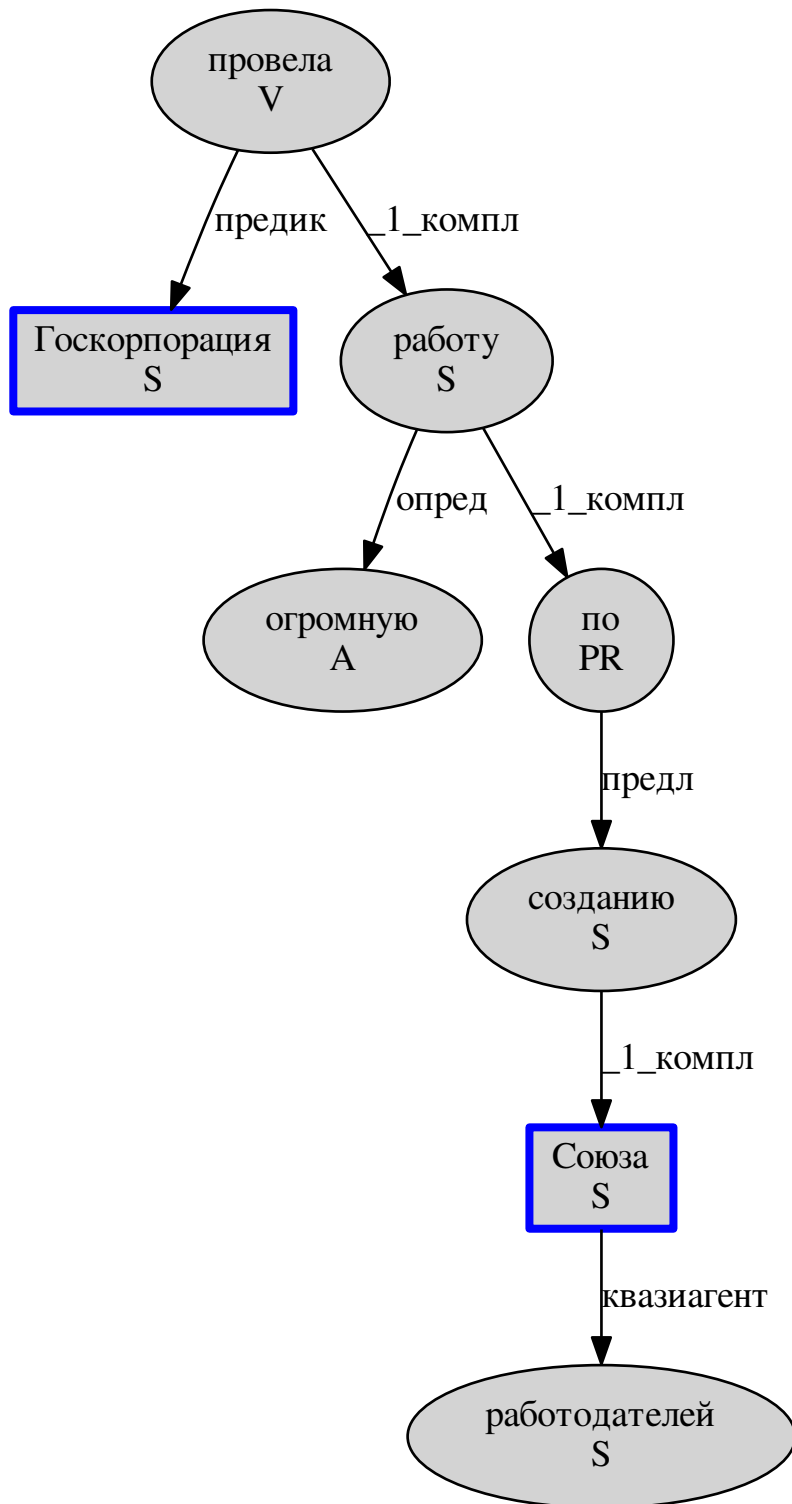 провела
V
предик
_1_компл
Госкорпорация
S
работу
S
опред
_1_компл
огромную
A
по
PR
предл
созданию
S
_1_компл
Союза
S
квазиагент
работодателей
S